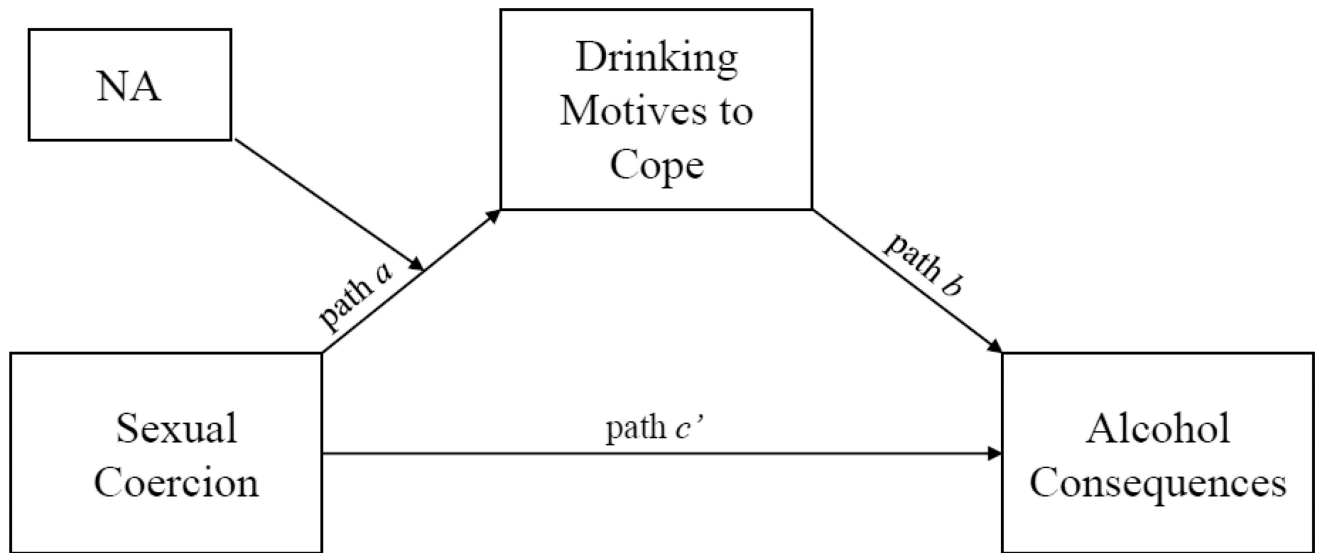 NA
Drinking
Motives to
Cope
path a
path b
Sexual
Coercion
path c’
Alcohol
Consequences